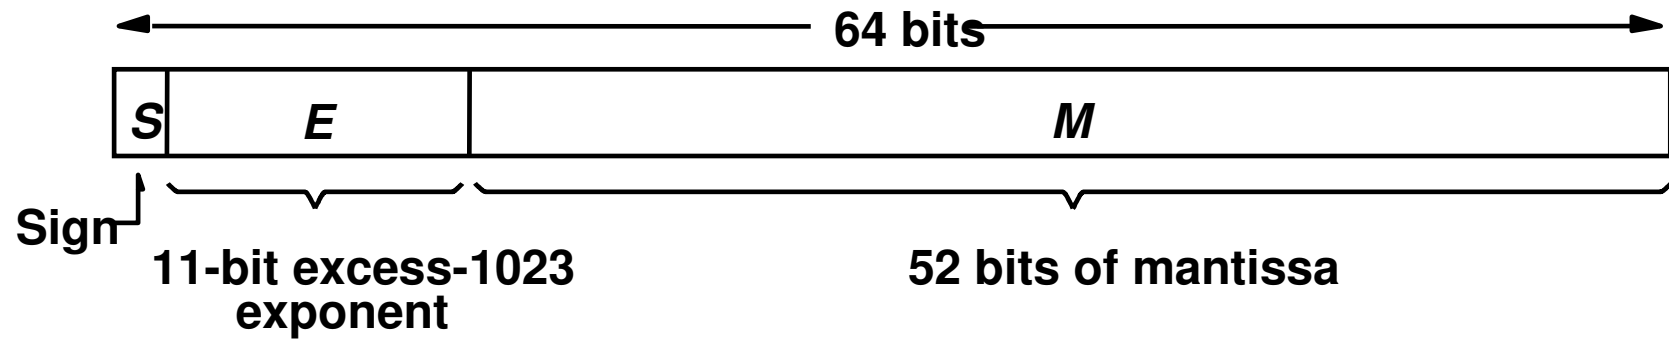 64 bits
S E M
Sign
11-bit excess-1023
exponent
52 bits of mantissa